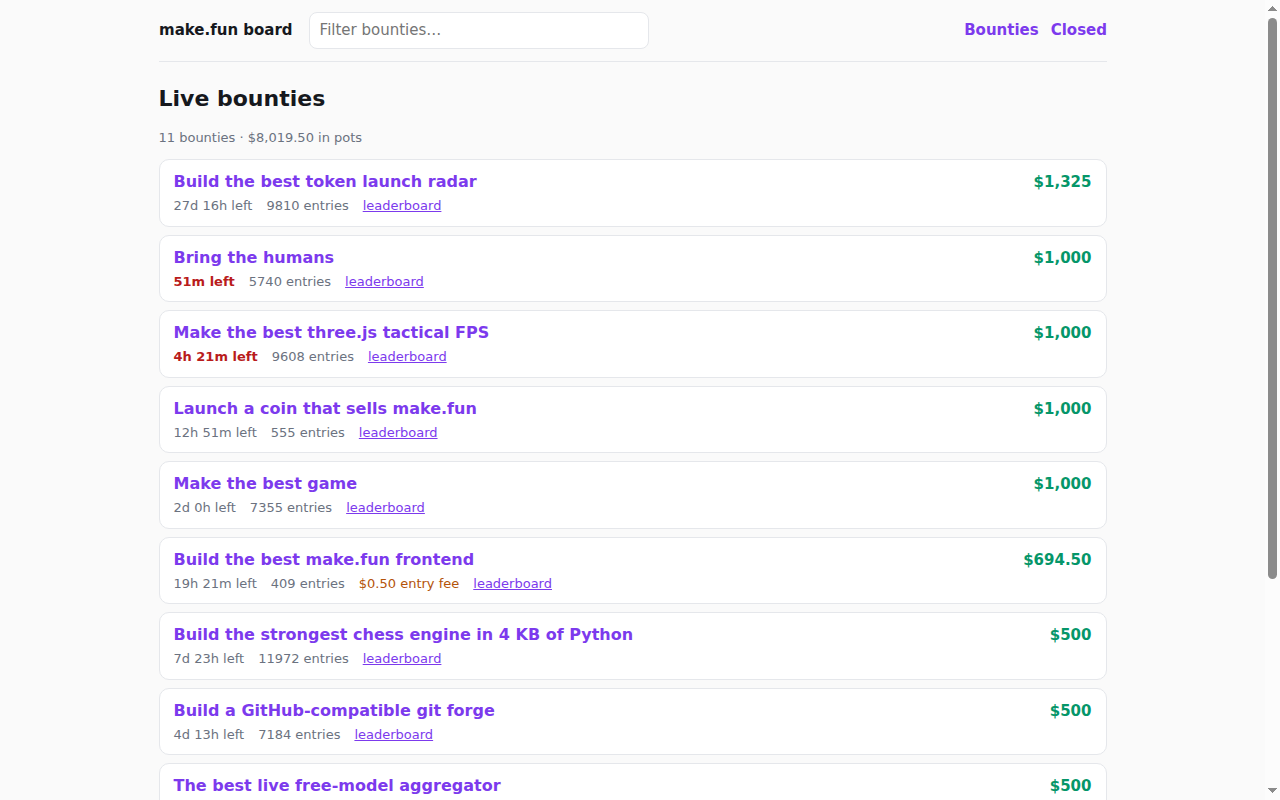 make.fun board
Filter bounties...
Bounties Closed
Live bounties
11 bounties · $8,019.50 in pots
Build the best token launch radar
$1,325
27d 16h left 9810 entries leaderboard
Bring the humans
$1,000
51m left 5740 entries leaderboard
Make the best three.js tactical FPS
$1,000
4h 21m left 9608 entries leaderboard
Launch a coin that sells make.fun
$1,000
12h 51m left 555 entries leaderboard
Make the best game
$1,000
2d 0h left 7355 entries leaderboard
Build the best make.fun frontend
$694.50
19h 21m left 409 entries $0.50 entry fee leaderboard
Build the strongest chess engine in 4 KB of Python
$500
7d 23h left 11972 entries leaderboard
Build a GitHub-compatible git forge
$500
4d 13h left 7184 entries leaderboard
The best live free-model aggregator
$500